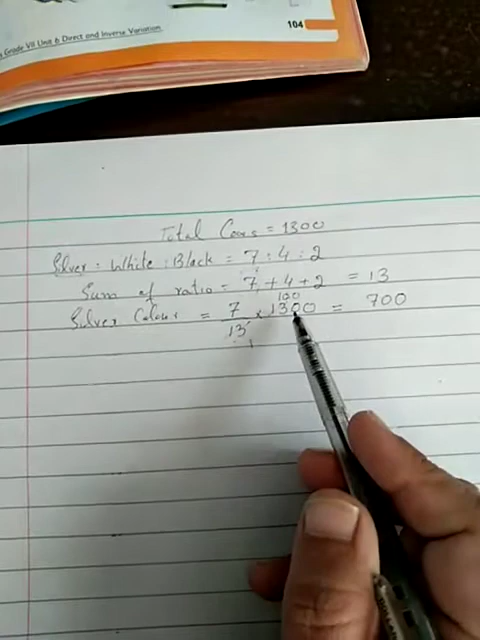 Grade VII Unit 6 Direct and Inverse Variation
104
Total Cars = 1300
Silver : White : Black = 7 : 4 : 2
Sum of ratio = 7 + 4 + 2 = 13
100
Silver Colour = 7/13 × 1300 = 700
1